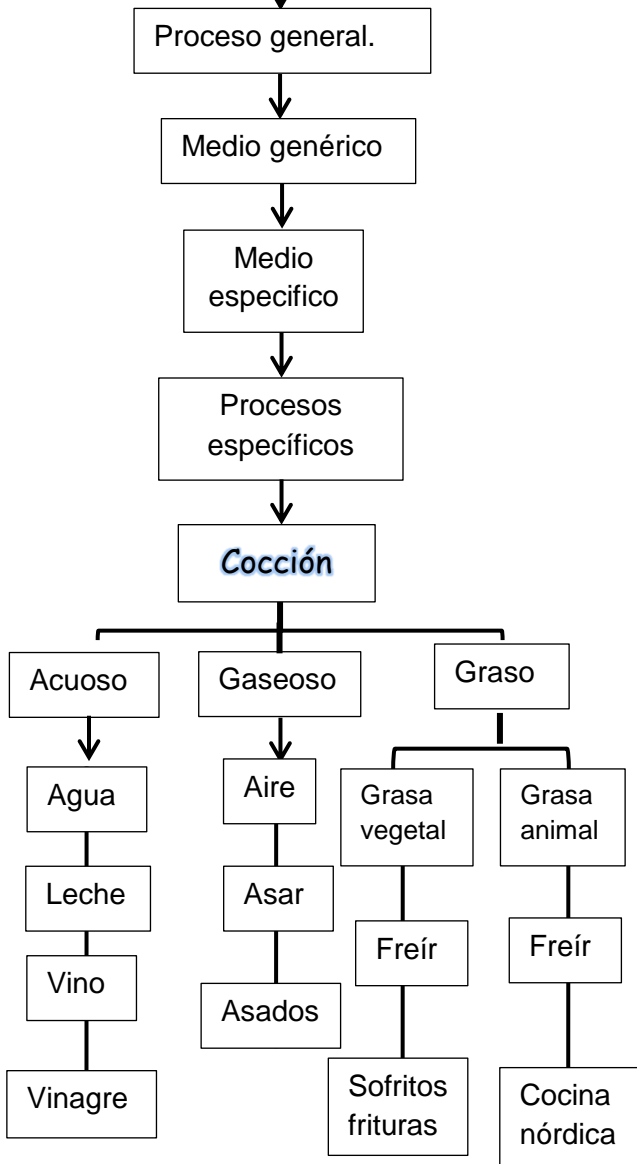 Proceso general.
Medio genérico
Medio
especifico
Procesos
específicos
Cocción
Acuoso
Gaseoso
Graso
Agua
Leche
Vino
Vinagre
Aire
Asar
Asados
Grasa
vegetal
Freír
Sofritos
frituras
Grasa
animal
Freír
Cocina
nórdica